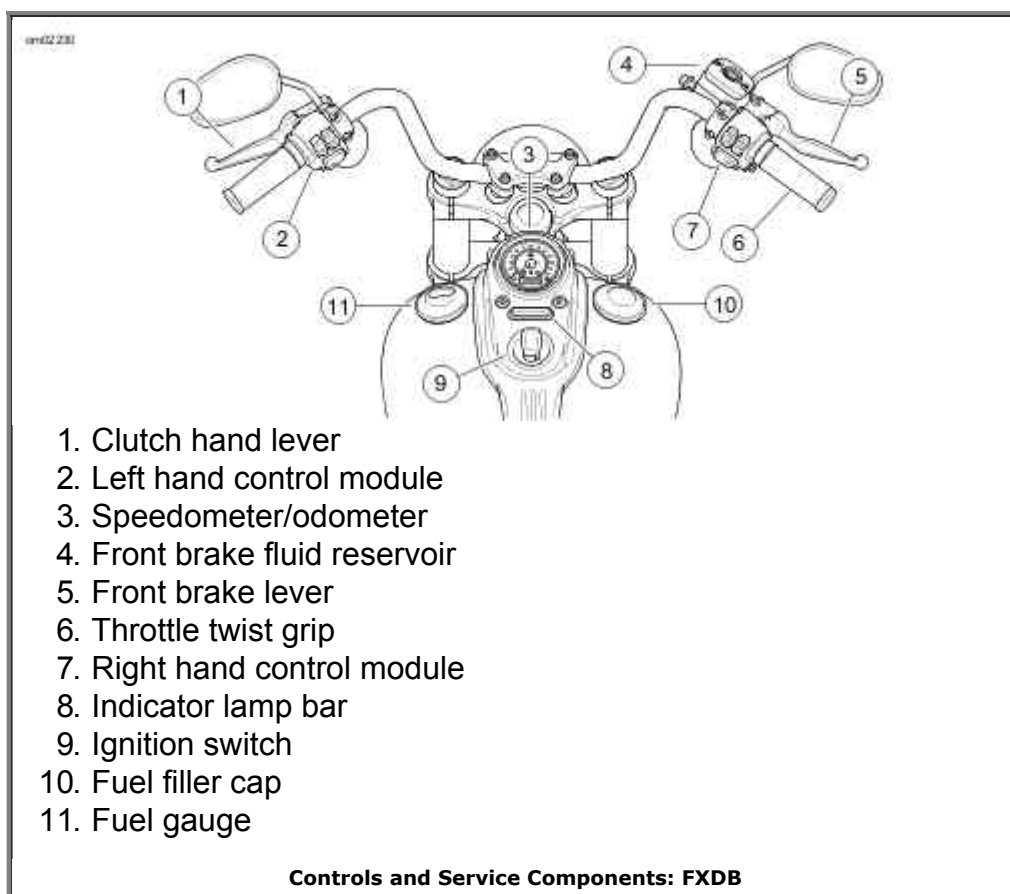 om02230
1
2
3
4
5
6
7
8
9
10
11
1. Clutch hand lever
2. Left hand control module
3. Speedometer/odometer
4. Front brake fluid reservoir
5. Front brake lever
6. Throttle twist grip
7. Right hand control module
8. Indicator lamp bar
9. Ignition switch
10. Fuel filler cap
11. Fuel gauge
Controls and Service Components: FXDB